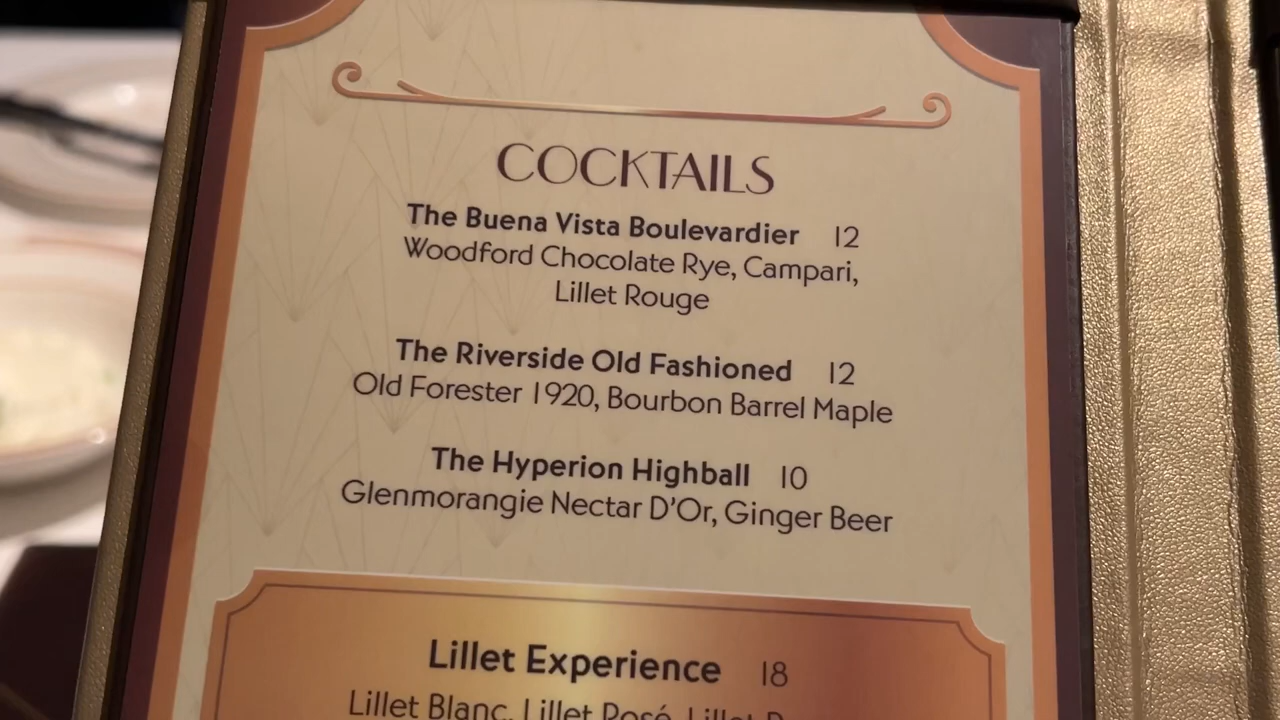 COCKTAILS
The Buena Vista Boulevardier 12
Woodford Chocolate Rye, Campari,
Lillet Rouge
The Riverside Old Fashioned 12
Old Forester 1920, Bourbon Barrel Maple
The Hyperion Highball 10
Glenmorangie Nectar D'Or, Ginger Beer
Lillet Experience 18
Lillet Blanc, Lillet Rosé, Lillet